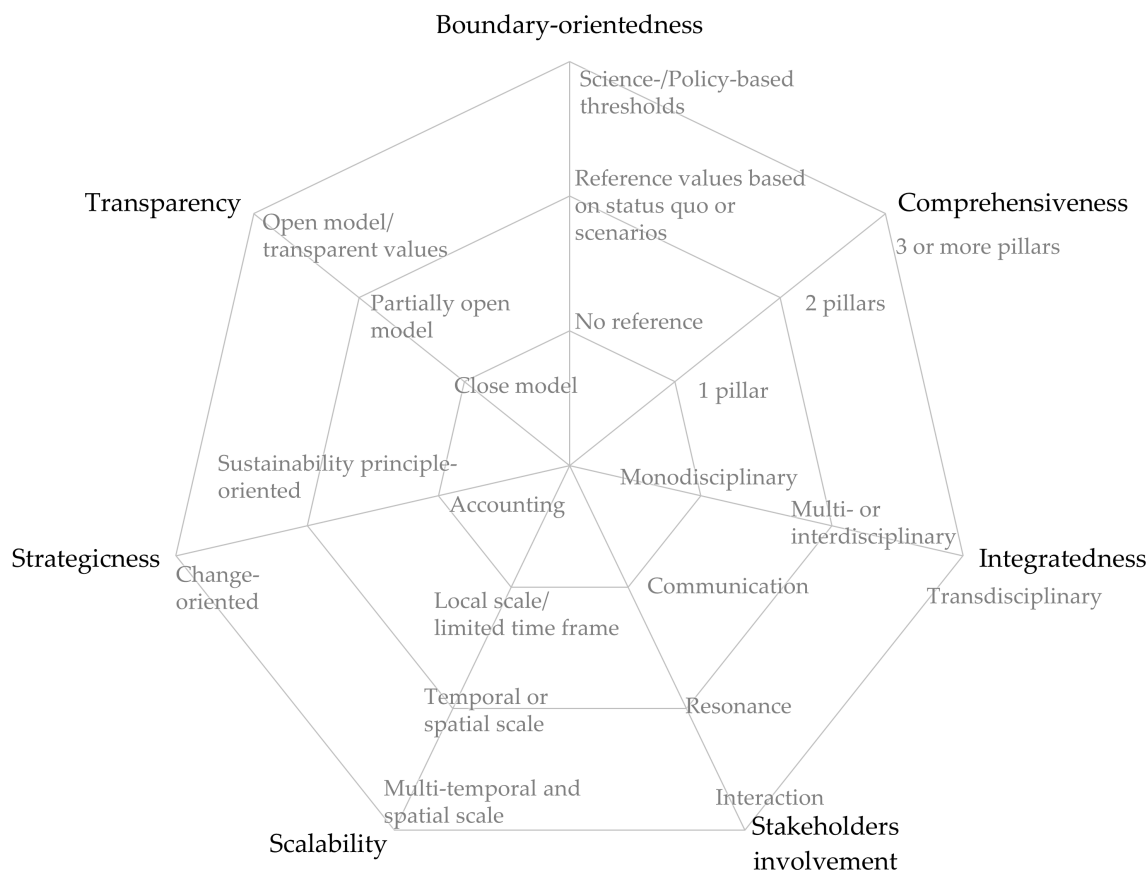 Boundary-orientedness
Science-/Policy-based
thresholds
Reference values based
on status quo or
scenarios
No reference
Comprehensiveness
3 or more pillars
2 pillars
1 pillar
Integratedness
Transdisciplinary
Multi- or
interdisciplinary
Monodisciplinary
Stakeholders
involvement
Interaction
Resonance
Communication
Scalability
Multi-temporal and
spatial scale
Temporal or
spatial scale
Local scale/
limited time frame
Strategicness
Change-
oriented
Sustainability principle-
oriented
Accounting
Transparency
Open model/
transparent values
Partially open
model
Close model